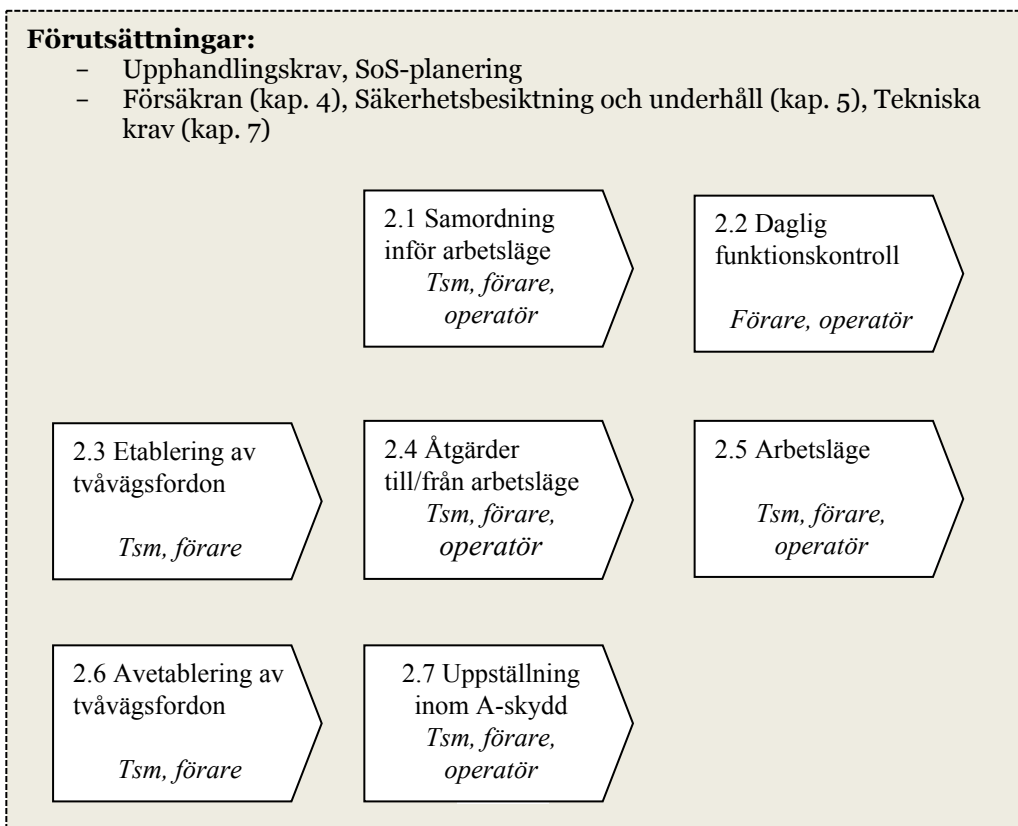 Förutsättningar:
– Upphandlingskrav, SoS-planering
– Försäkran (kap. 4), Säkerhetsbesiktning och underhåll (kap. 5), Tekniska
krav (kap. 7)
2.1 Samordning
inför arbetsläge
Tsm, förare,
operatör
2.2 Daglig
funktionskontroll
Förare, operatör
2.3 Etablering av
tvåvägsfordon
Tsm, förare
2.4 Åtgärder
till/från arbetsläge
Tsm, förare,
operatör
2.5 Arbetsläge
Tsm, förare,
operatör
2.6 Avetablering av
tvåvägsfordon
Tsm, förare
2.7 Uppställning
inom A-skydd
Tsm, förare,
operatör